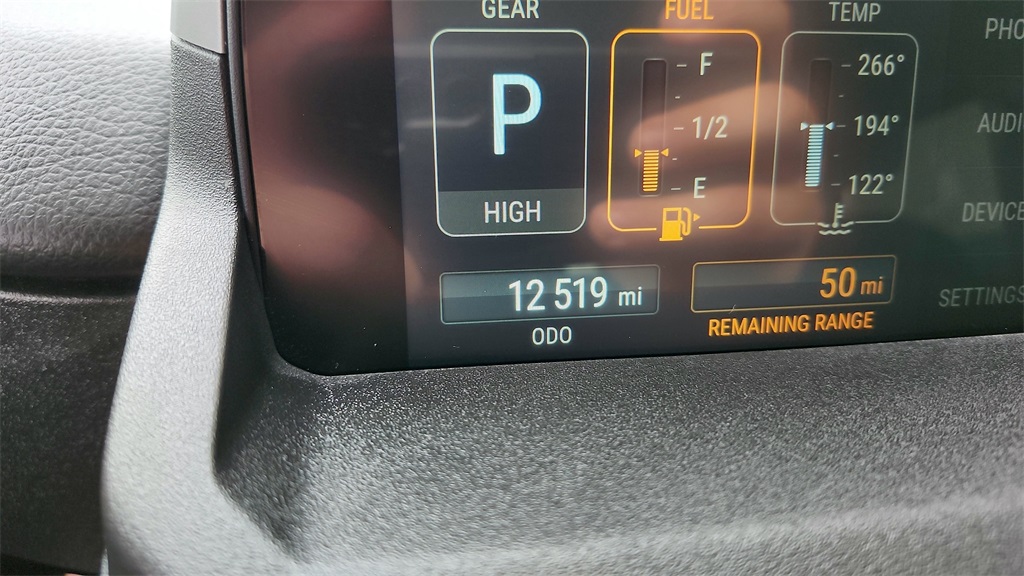 GEAR
P
HIGH
FUEL
F
1/2
E
TEMP
266°
194°
122°
12 519 mi
ODO
50 mi
REMAINING RANGE
PHO
AUDI
DEVICE
SETTINGS